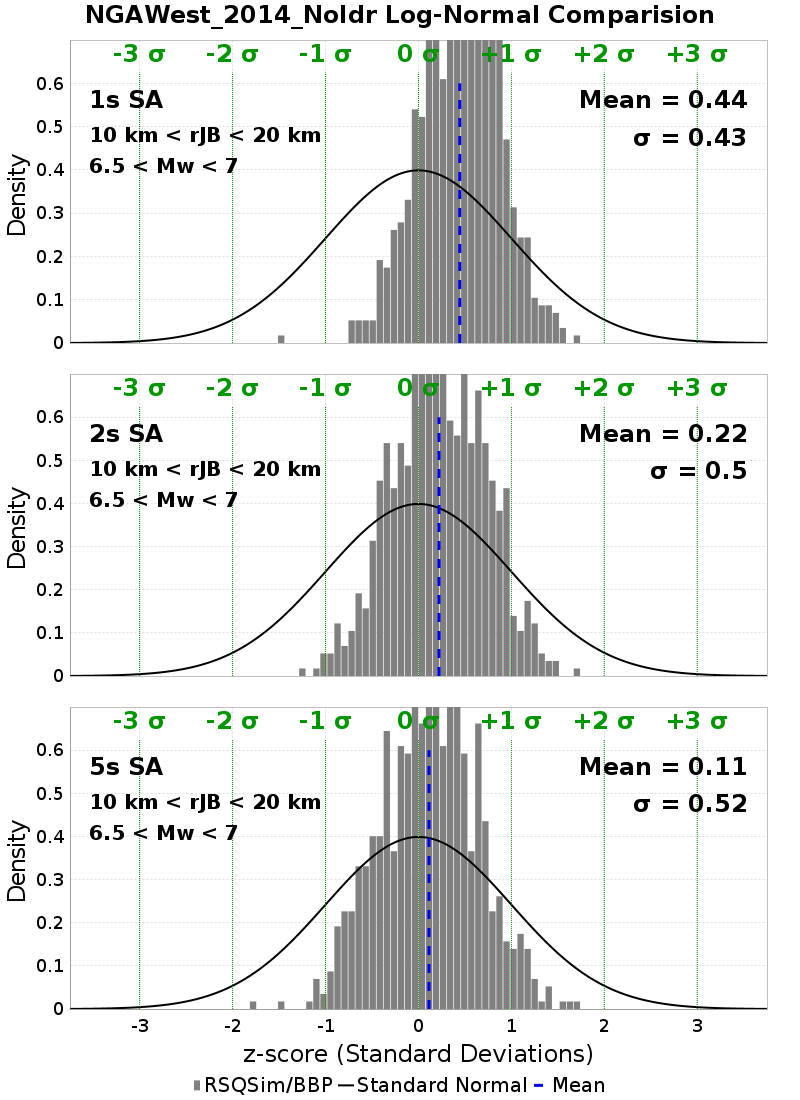 NGAWest_2014_NoIdr Log-Normal Comparision
-3 σ -2 σ -1 σ 0 σ +1 σ +2 σ +3 σ
1s SA
10 km < rJB < 20 km
6.5 < Mw < 7
Mean = 0.44
σ = 0.43
Density
0.6
0.5
0.4
0.3
0.2
0.1
0
-3 σ -2 σ -1 σ 0 σ +1 σ +2 σ +3 σ
2s SA
10 km < rJB < 20 km
6.5 < Mw < 7
Mean = 0.22
σ = 0.5
Density
0.6
0.5
0.4
0.3
0.2
0.1
0
-3 σ -2 σ -1 σ 0 σ +1 σ +2 σ +3 σ
5s SA
10 km < rJB < 20 km
6.5 < Mw < 7
Mean = 0.11
σ = 0.52
Density
0.6
0.5
0.4
0.3
0.2
0.1
0
-3 -2 -1 0 1 2 3
z-score (Standard Deviations)
RSQSim/BBP Standard Normal Mean